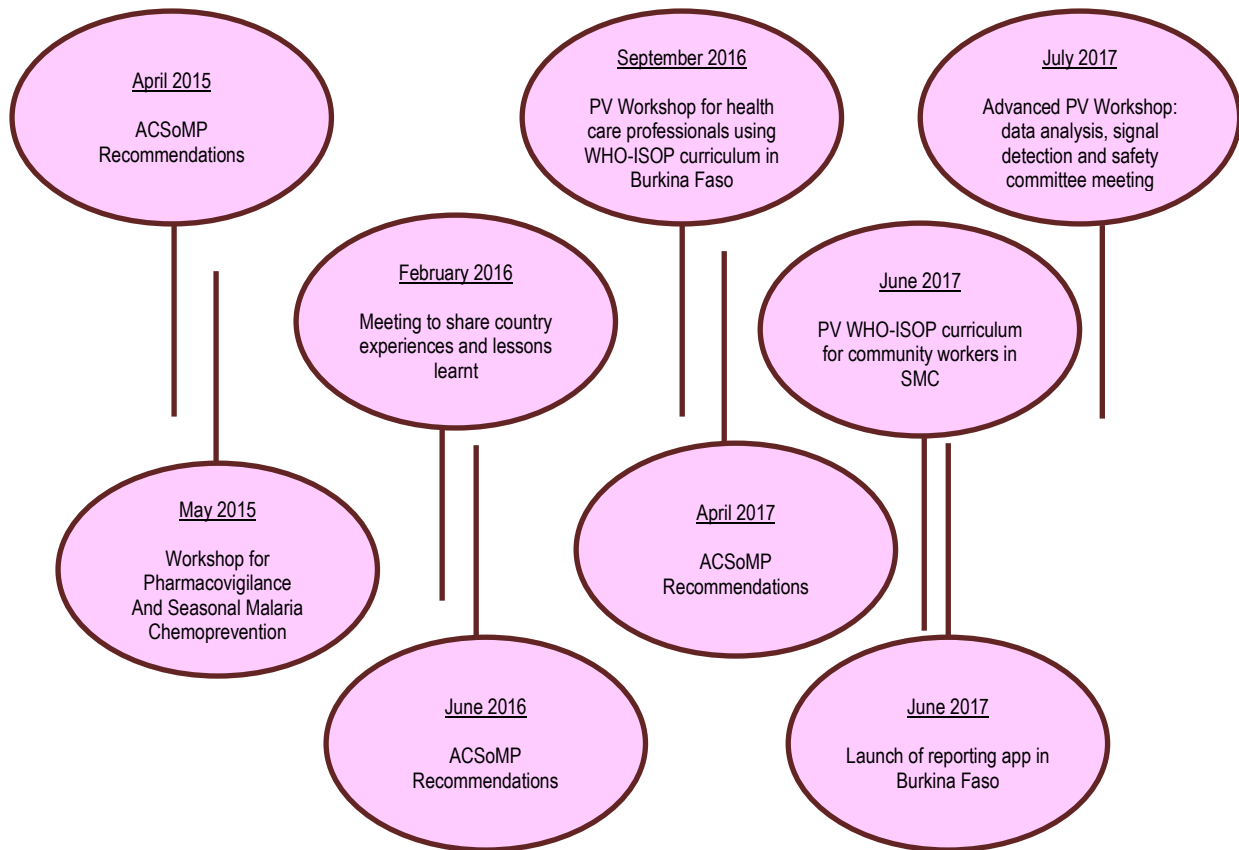 April 2015
ACSoMP
Recommendations
May 2015
Workshop for
Pharmacovigilance
And Seasonal Malaria
Chemoprevention
February 2016
Meeting to share country
experiences and lessons
learnt
June 2016
ACSoMP
Recommendations
September 2016
PV Workshop for health
care professionals using
WHO-ISOP curriculum in
Burkina Faso
April 2017
ACSoMP
Recommendations
June 2017
PV WHO-ISOP curriculum
for community workers in
SMC
June 2017
Launch of reporting app in
Burkina Faso
July 2017
Advanced PV Workshop:
data analysis, signal
detection and safety
committee meeting